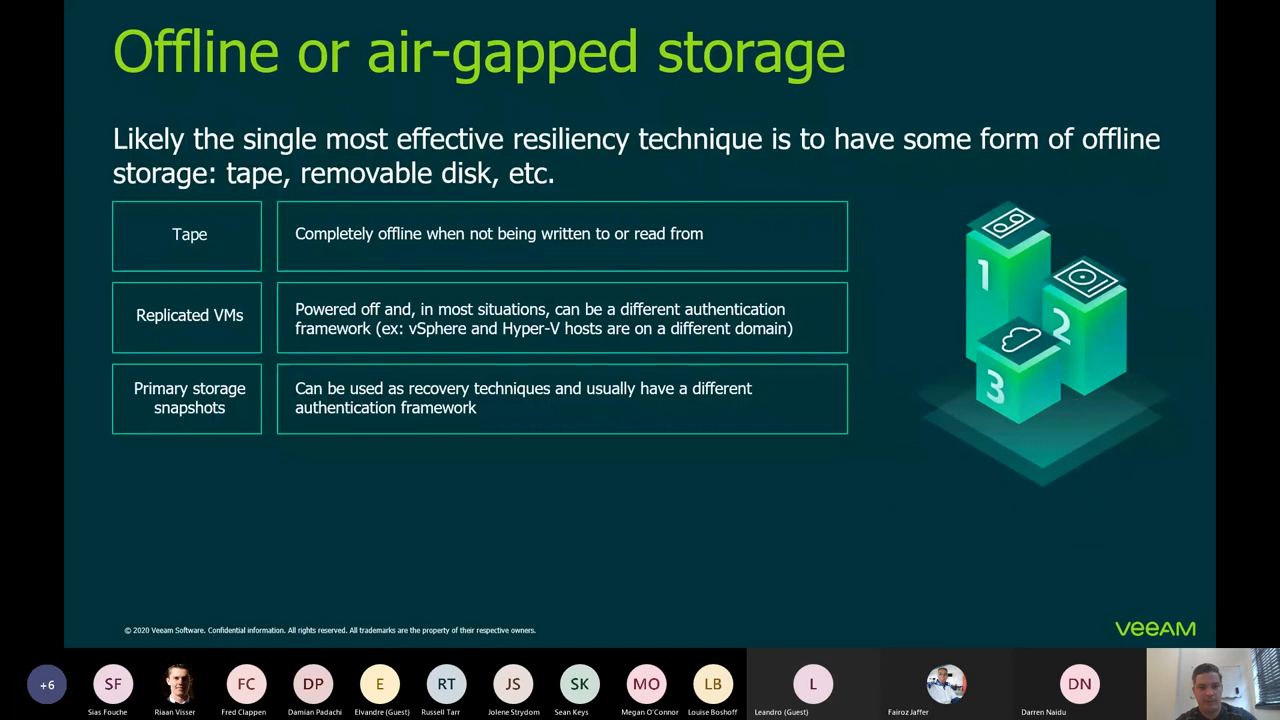 Offline or air-gapped storage
Likely the single most effective resiliency technique is to have some form of offline
storage: tape, removable disk, etc.
Tape
Completely offline when not being written to or read from
Replicated VMs
Powered off and, in most situations, can be a different authentication
framework (ex: vSphere and Hyper-V hosts are on a different domain)
Primary storage
snapshots
Can be used as recovery techniques and usually have a different
authentication framework
1
2
3
© 2020 Veeam Software. Confidential information. All rights reserved. All trademarks are the property of their respective owners.
VEEAM
+6
SF
FC
DP
E
RT
JS
SK
MO
LB
L
DN
Sias Fouche
Riaan Visser
Fred Clappen
Damian Padachi
Elvandre (Guest)
Russell Tarr
Jolene Strydom
Sean Keys
Megan O'Connor
Louise Boshoff
Leandro (Guest)
Fairoz Jaffer
Darren Naidu